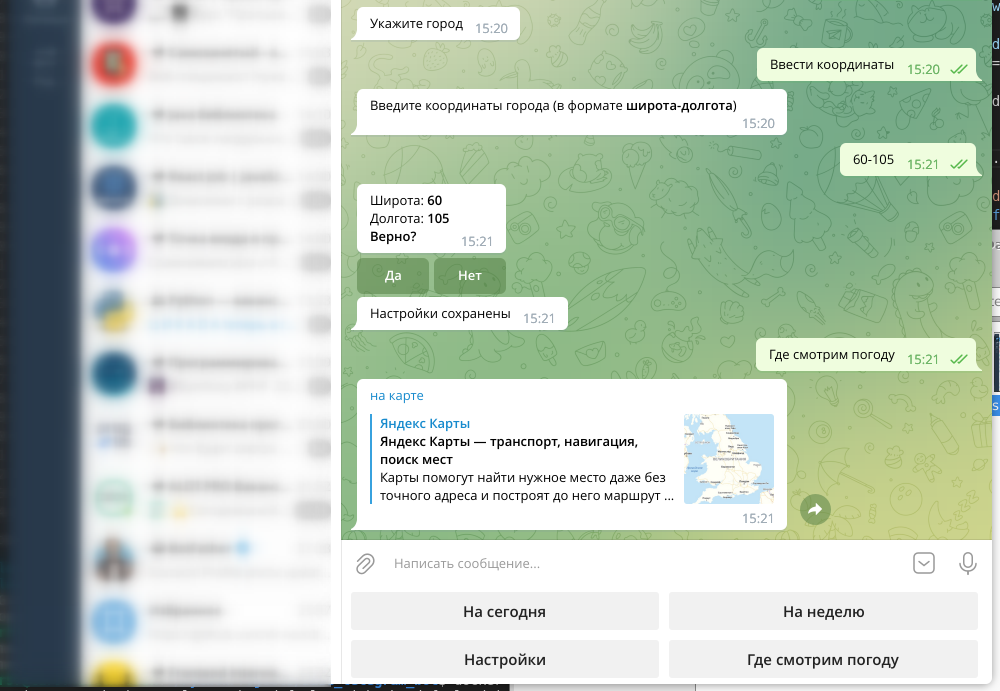 Укажите город 15:20
Ввести координаты 15:20
Введите координаты города (в формате широта-долгота)
15:20
60-105 15:21
Широта: 60
Долгота: 105
Верно? 15:21
Да Нет
Настройки сохранены 15:21
Где смотрим погоду 15:21
на карте
Яндекс Карты
Яндекс Карты — транспорт, навигация,
поиск мест
Карты помогут найти нужное место даже без
точного адреса и построят до него маршрут ...
15:21
Написать сообщение...
На сегодня На неделю
Настройки Где смотрим погоду